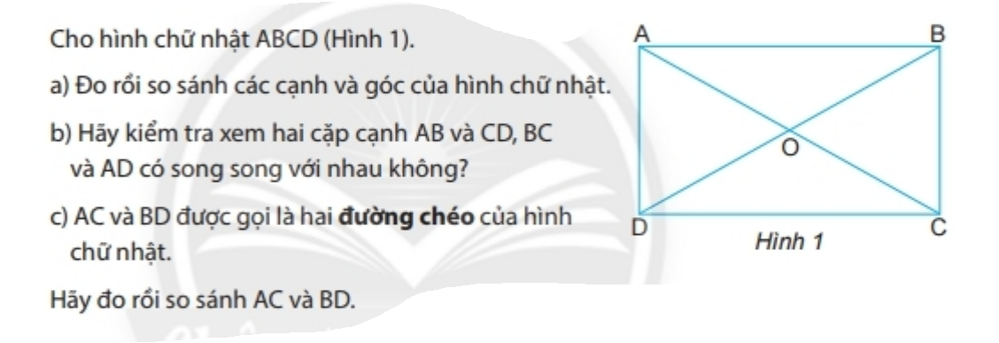 Cho hình chữ nhật ABCD (Hình 1).
a) Đo rồi so sánh các cạnh và góc của hình chữ nhật.
b) Hãy kiểm tra xem hai cặp cạnh AB và CD, BC
và AD có song song với nhau không?
c) AC và BD được gọi là hai đường chéo của hình
chữ nhật.
Hãy đo rồi so sánh AC và BD.
A
B
O
D
C
Hình 1